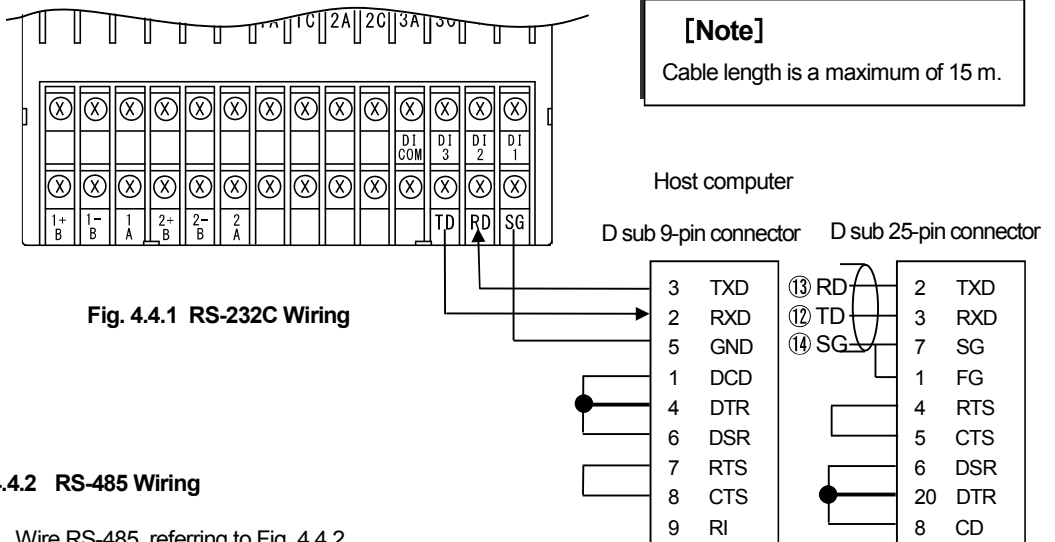 1C 2A 2C 3A
[Note]
Cable length is a maximum of 15 m.
DI COM DI 3 DI 2 DI 1
1+ B 1- B 1 A 2+ B 2- B 2 A TD RD SG
Fig. 4.4.1 RS-232C Wiring
Host computer
D sub 9-pin connector D sub 25-pin connector
3 TXD ⑬ RD 2 TXD
2 RXD ⑫ TD 3 RXD
5 GND ⑭ SG 7 SG
1 DCD 1 FG
4 DTR 4 RTS
6 DSR 5 CTS
7 RTS 6 DSR
8 CTS 20 DTR
9 RI 8 CD
.4.2 RS-485 Wiring
Wire RS-485, referring to Fig. 4.4.2